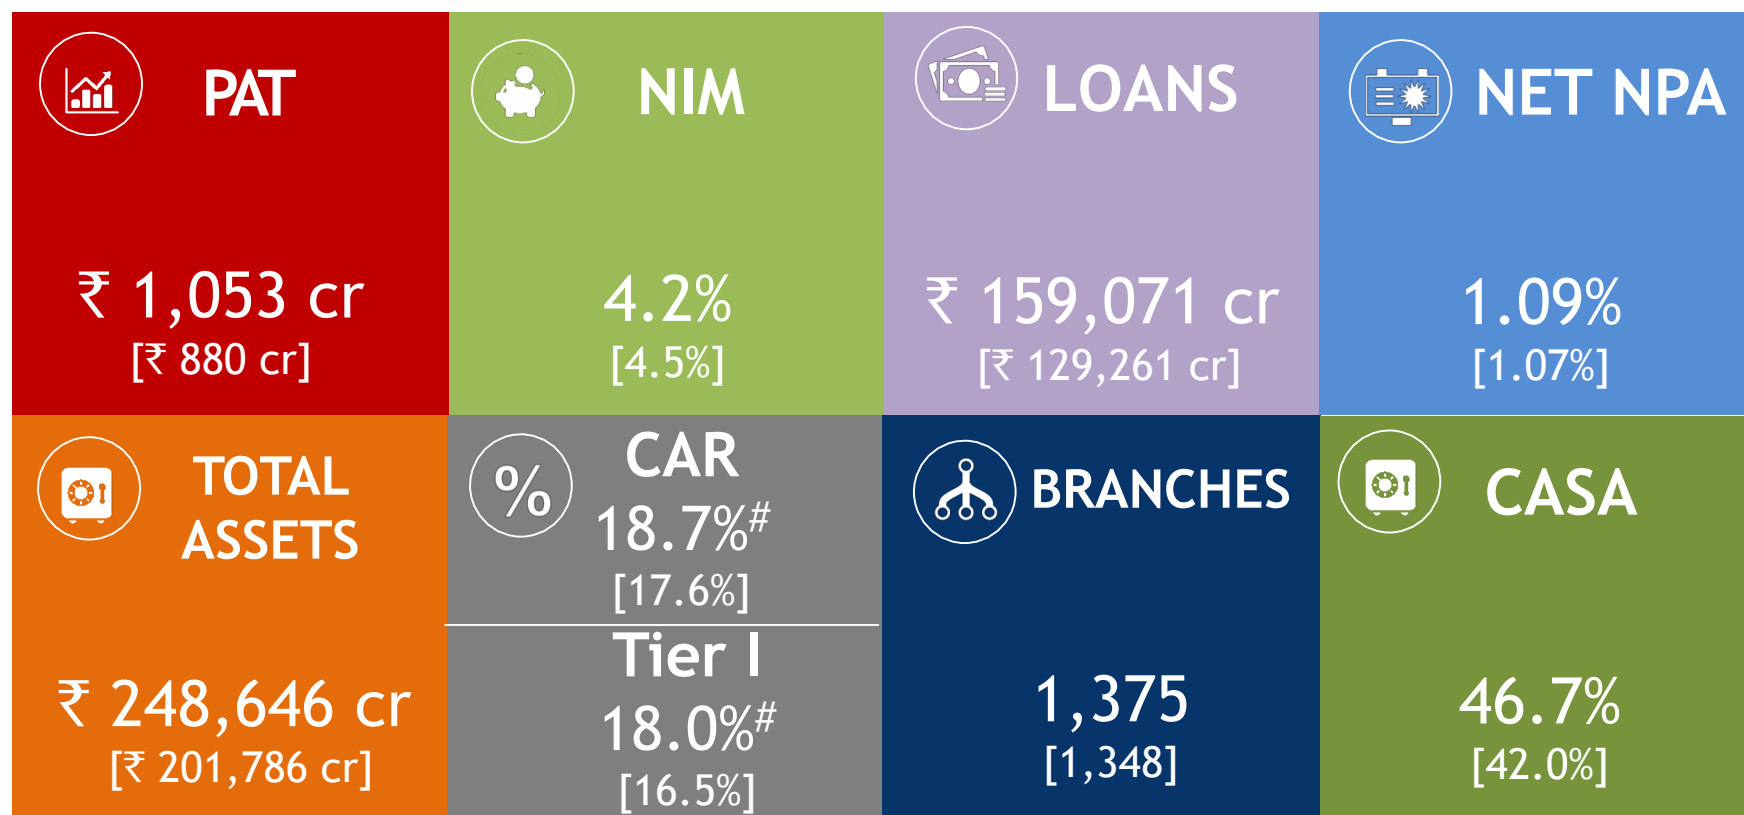 PAT
₹ 1,053 cr
[₹ 880 cr]
NIM
4.2%
[4.5%]
LOANS
₹ 159,071 cr
[₹ 129,261 cr]
NET NPA
1.09%
[1.07%]
TOTAL
ASSETS
₹ 248,646 cr
[₹ 201,786 cr]
%
CAR
18.7%#
[17.6%]
Tier I
18.0%#
[16.5%]
BRANCHES
1,375
[1,348]
CASA
46.7%
[42.0%]